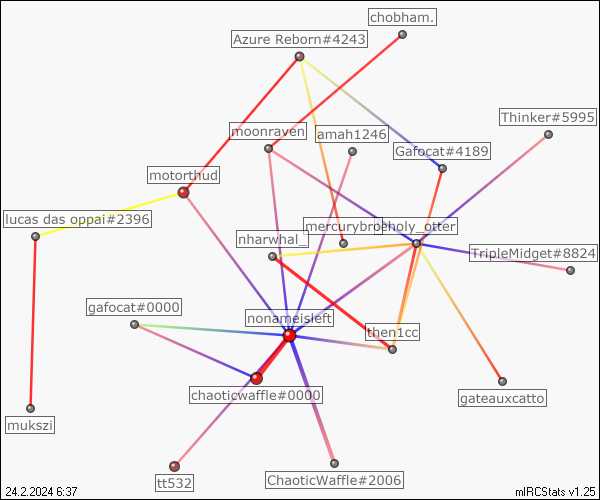 chobham.
Azure Reborn#4243
Thinker#5995
moonraven
amah1246
Gafocat#4189
motorthud
lucas das oppai#2396
holy_otter
nharwhal_
TripleMidget#8824
gafocat#0000
nonameisleft
then1cc
chaoticwaffle#0000
gateauxcatto
mukszi
tt532
ChaoticWaffle#2006
24.2.2024 6:37
mIRCStats v1.25